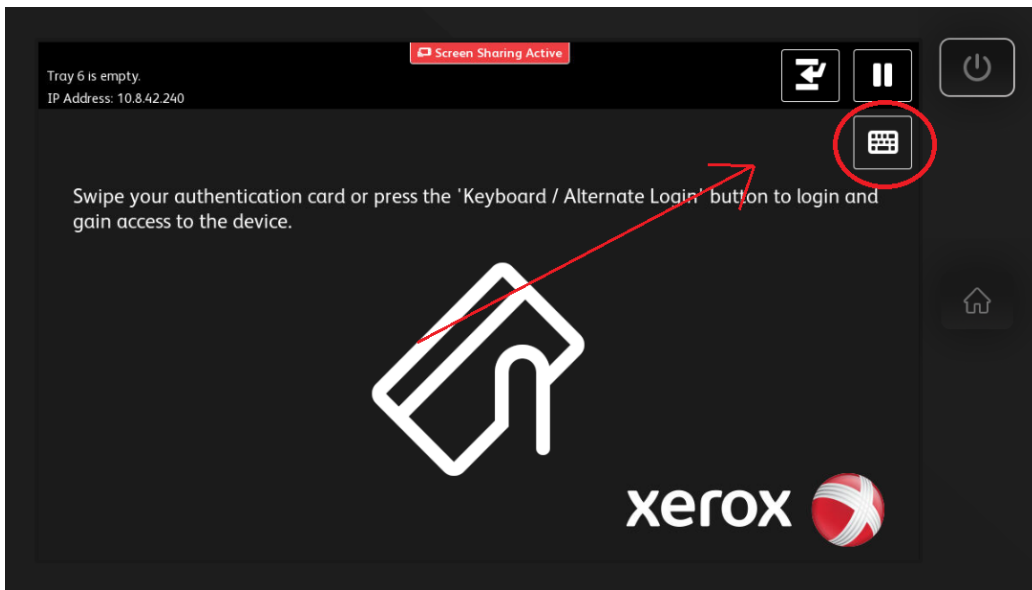 Screen Sharing Active
Tray 6 is empty.
IP Address: 10.8.42.240
Swipe your authentication card or press the 'Keyboard / Alternate Login' button to login and
gain access to the device.
xerox